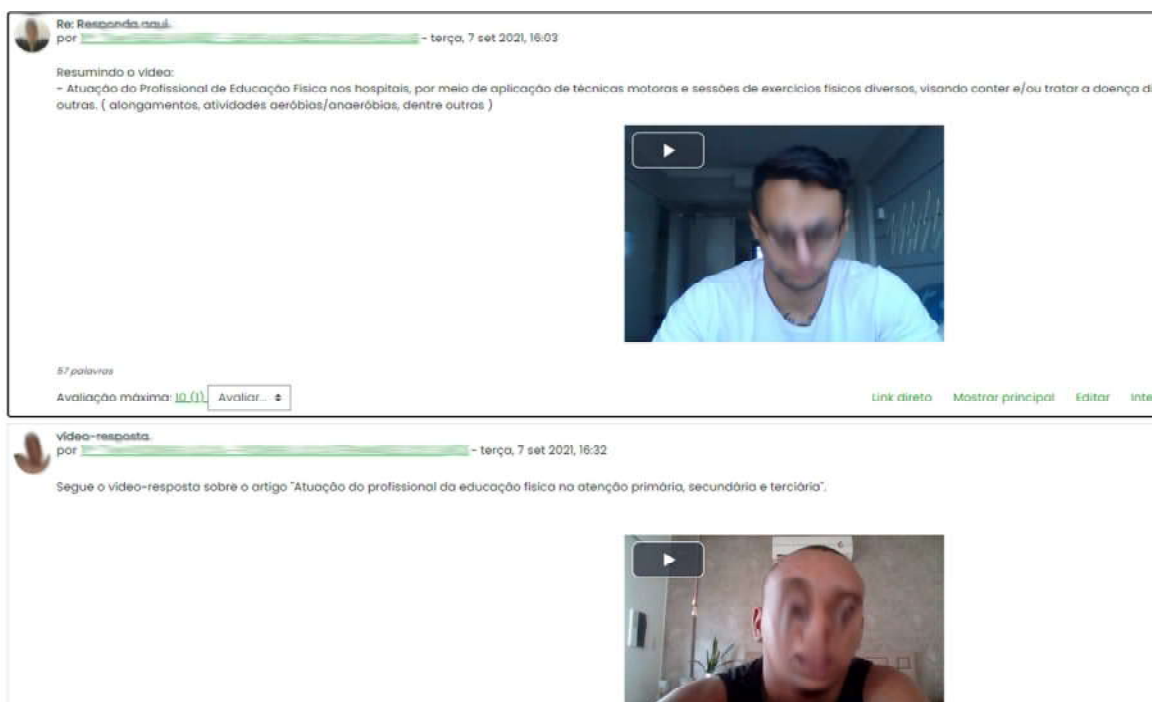 Re: Responda aqui.
por - terça, 7 set 2021, 16:03
Resumindo o vídeo:
- Atuação do Profissional de Educação Física nos hospitais, por meio de aplicação de técnicas motoras e sessões de exercícios físicos diversos, visando conter e/ou tratar a doença di
outras. ( alongamentos, atividades aeróbias/anaeróbias, dentre outras )
57 palavras
Avaliação máxima: 10 (1) Avaliar...
Link direto Mostrar principal Editar Inte
vídeo-resposta.
por - terça, 7 set 2021, 16:32
Segue o vídeo-resposta sobre o artigo "Atuação do profissional da educação física na atenção primária, secundária e terciária".